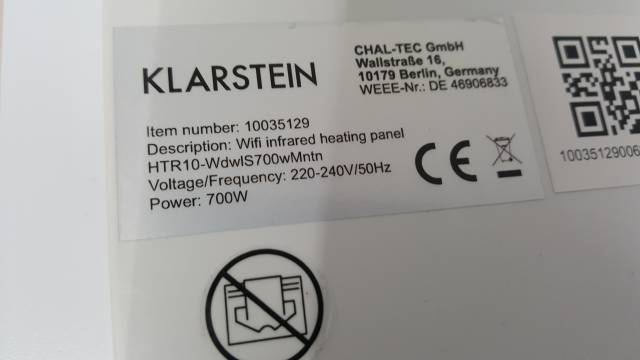 KLARSTEIN
CHAL-TEC GmbH
Wallstraße 16,
10179 Berlin, Germany
WEEE-Nr.: DE 46906833
Item number: 10035129
Description: Wifi infrared heating panel
HTR10-WdwlS700wMntn
Voltage/Frequency: 220-240V/50Hz
Power: 700W
CE
10035129006